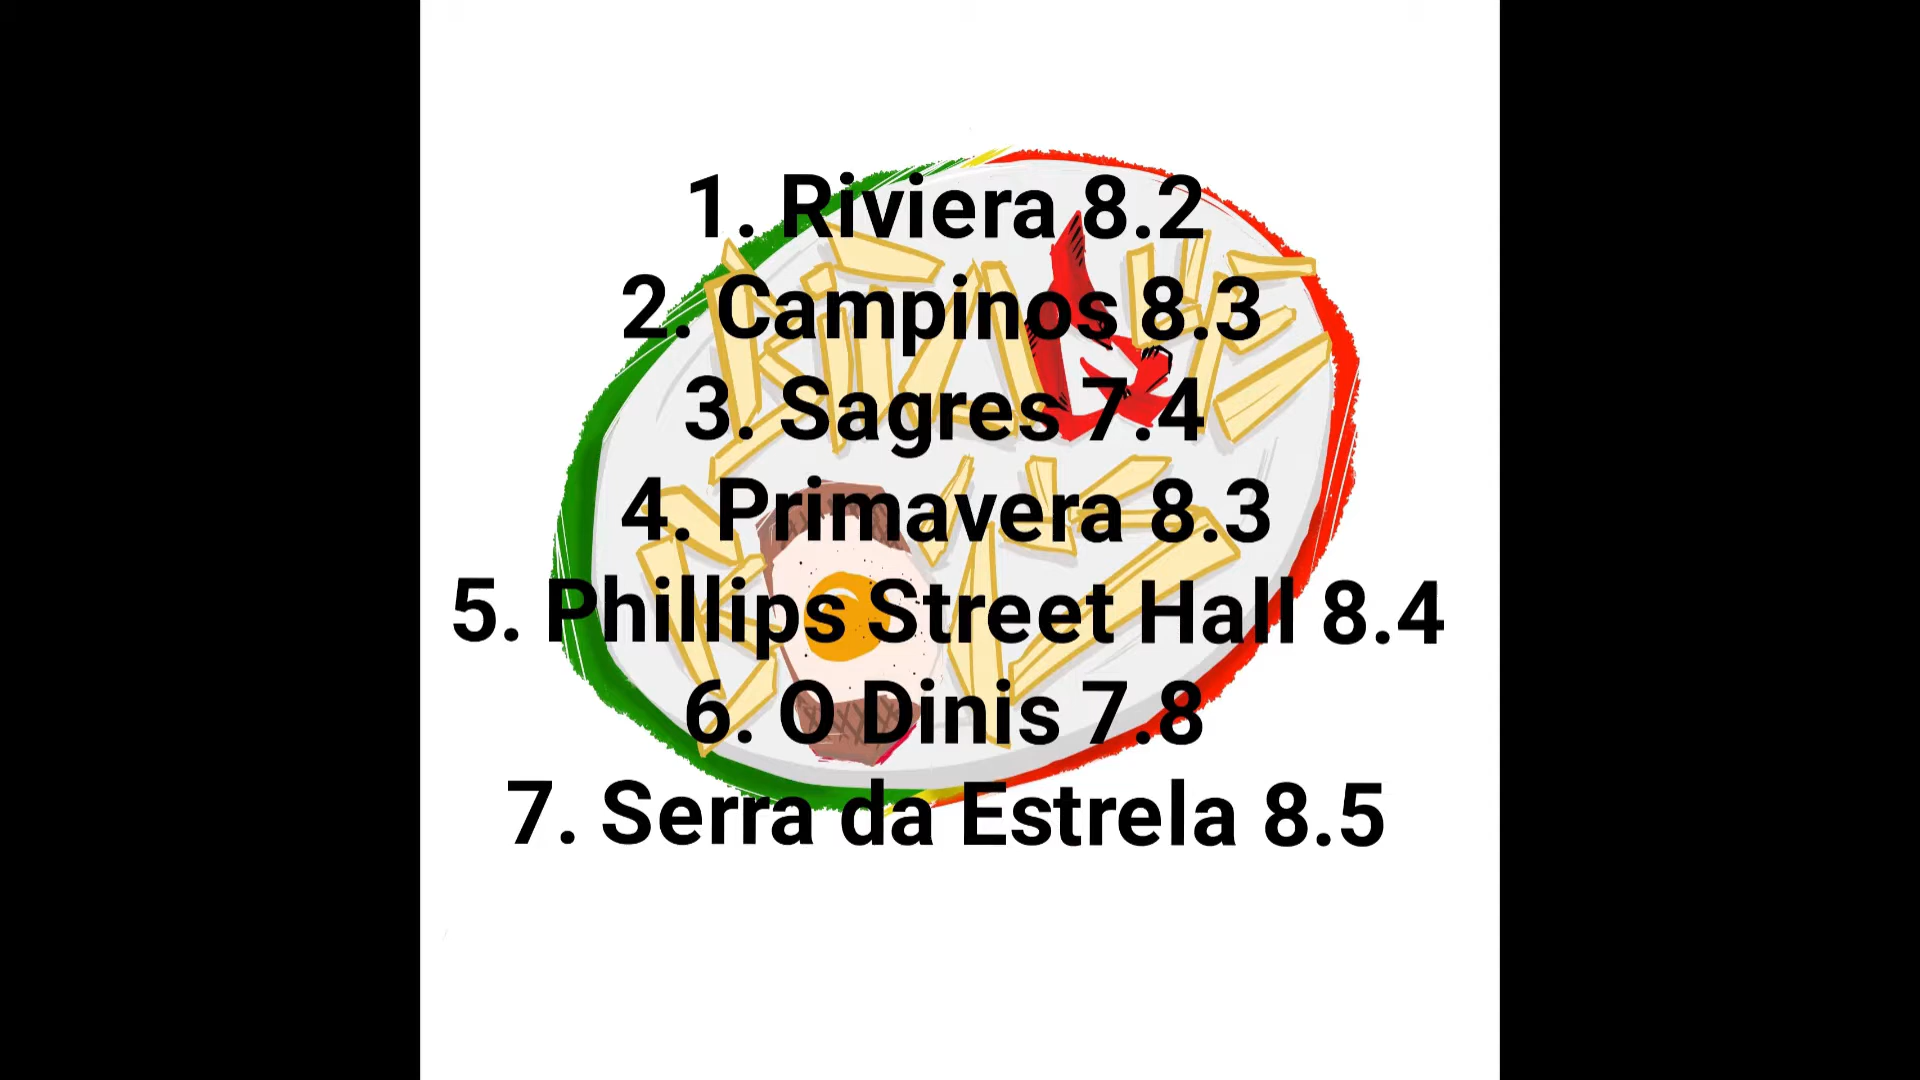 1. Riviera 8.2
2. Campinos 8.3
3. Sagres 7.4
4. Primavera 8.3
5. Phillips Street Hall 8.4
6. O Dinis 7.8
7. Serra da Estrela 8.5